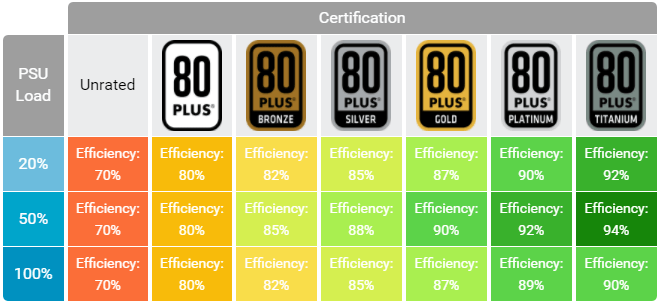 Certification
PSU
Load
Unrated
80
PLUS®
80
PLUS®
BRONZE
80
PLUS®
SILVER
80
PLUS®
GOLD
80
PLUS®
PLATINUM
80
PLUS®
TITANIUM
20%
Efficiency:
70%
Efficiency:
80%
Efficiency:
82%
Efficiency:
85%
Efficiency:
87%
Efficiency:
90%
Efficiency:
92%
50%
Efficiency:
70%
Efficiency:
80%
Efficiency:
85%
Efficiency:
88%
Efficiency:
90%
Efficiency:
92%
Efficiency:
94%
100%
Efficiency:
70%
Efficiency:
80%
Efficiency:
82%
Efficiency:
85%
Efficiency:
87%
Efficiency:
89%
Efficiency:
90%